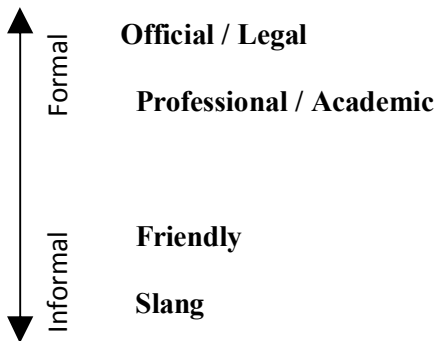 Formal
Official / Legal
Professional / Academic
Informal
Friendly
Slang